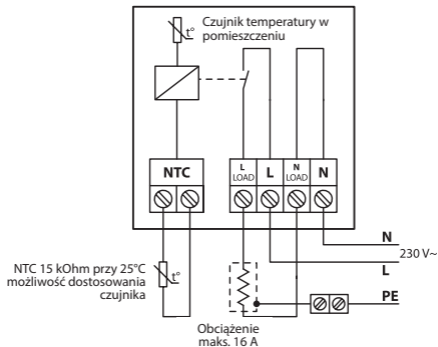 t°
Czujnik temperatury w
pomieszczeniu
NTC
L
LOAD
L
N
LOAD
N
N
230 V~
L
PE
NTC 15 kOhm przy 25°C
możliwość dostosowania
czujnika
t°
Obciążenie
maks. 16 A